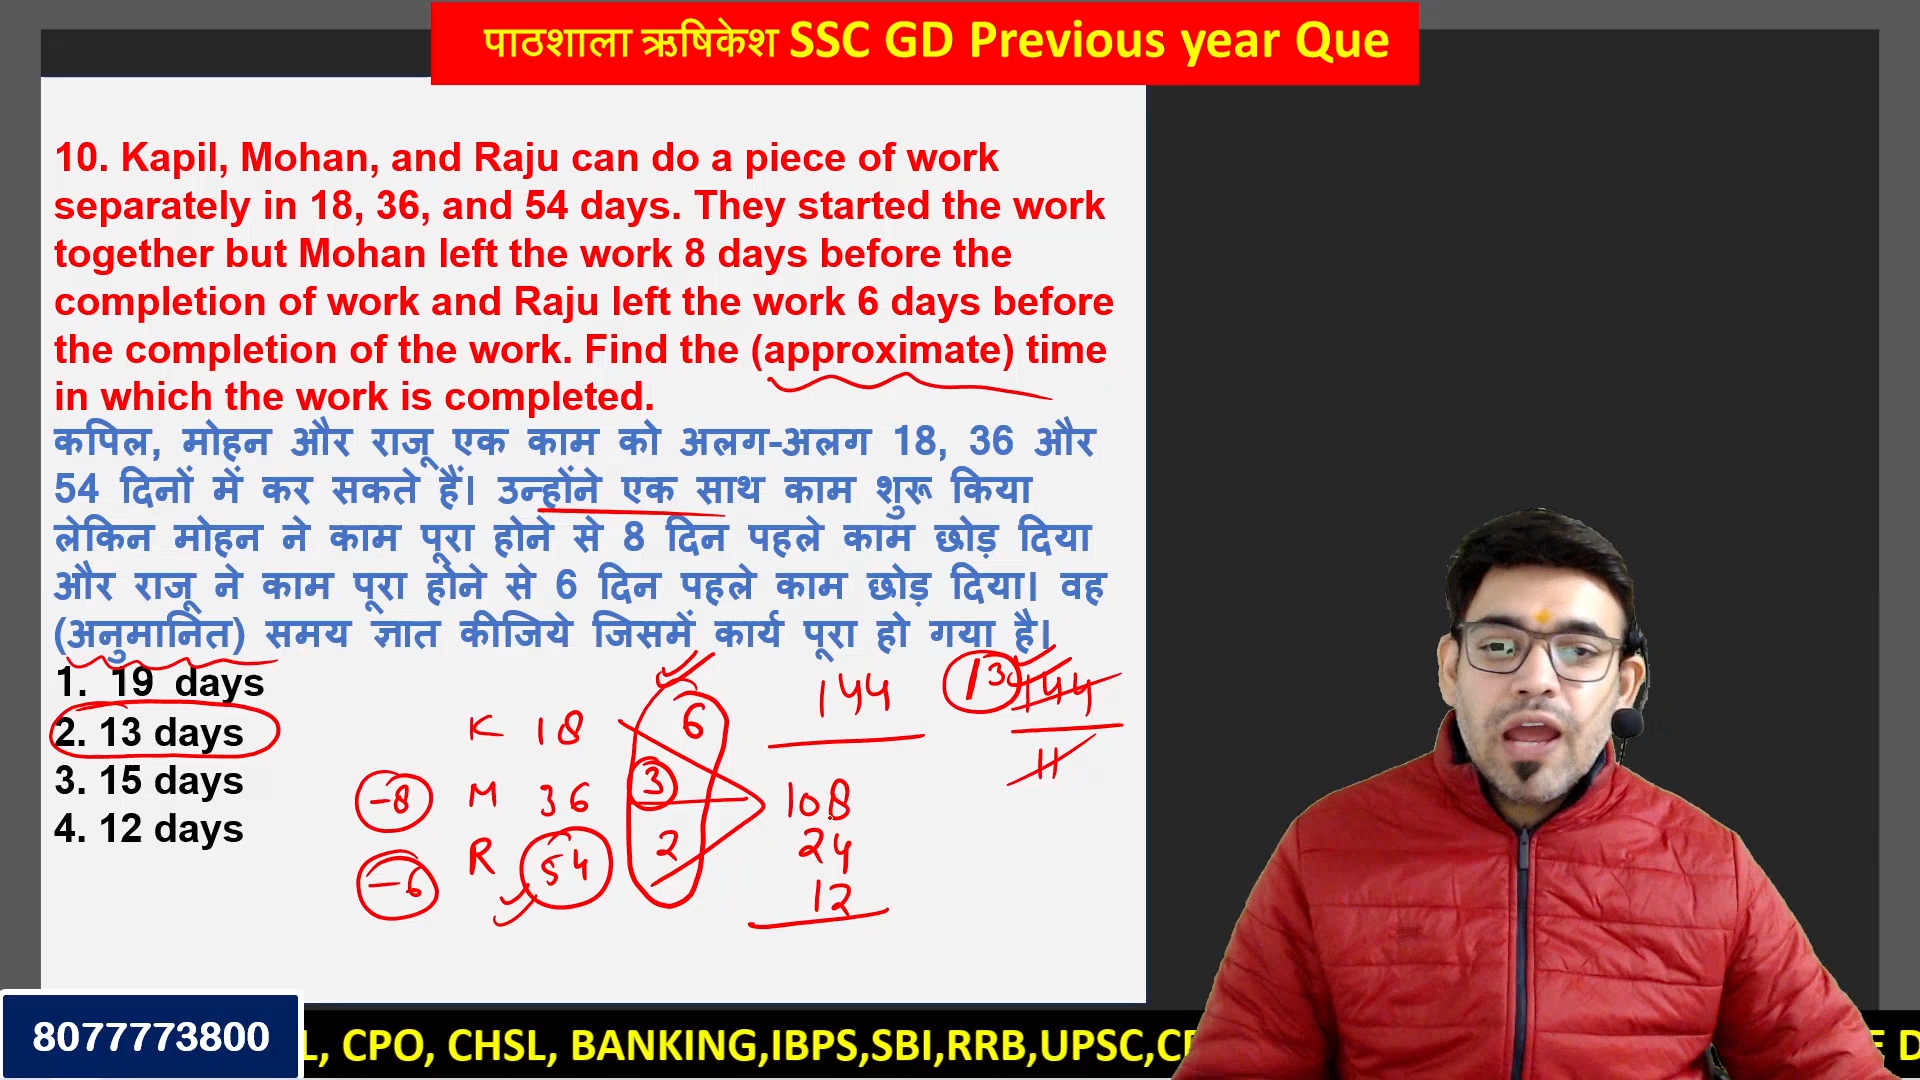 पाठशाला ऋषिकेश SSC GD Previous year Que
10. Kapil, Mohan, and Raju can do a piece of work
separately in 18, 36, and 54 days. They started the work
together but Mohan left the work 8 days before the
completion of work and Raju left the work 6 days before
the completion of the work. Find the (approximate) time
in which the work is completed.
कपिल, मोहन और राजू एक काम को अलग-अलग 18, 36 और
54 दिनों में कर सकते हैं। उन्होंने एक साथ काम शुरू किया
लेकिन मोहन ने काम पूरा होने से 8 दिन पहले काम छोड़ दिया
और राजू ने काम पूरा होने से 6 दिन पहले काम छोड़ दिया। वह
(अनुमानित) समय ज्ञात कीजिये जिसमें कार्य पूरा हो गया है।
1. 19 days
2. 13 days
3. 15 days
4. 12 days
K 18 6
-8 M 36 3
-6 R 54 2
144
108
24
12
13 144
11
8077773800
L, CPO, CHSL, BANKING,IBPS,SBI,RRB,UPSC,C